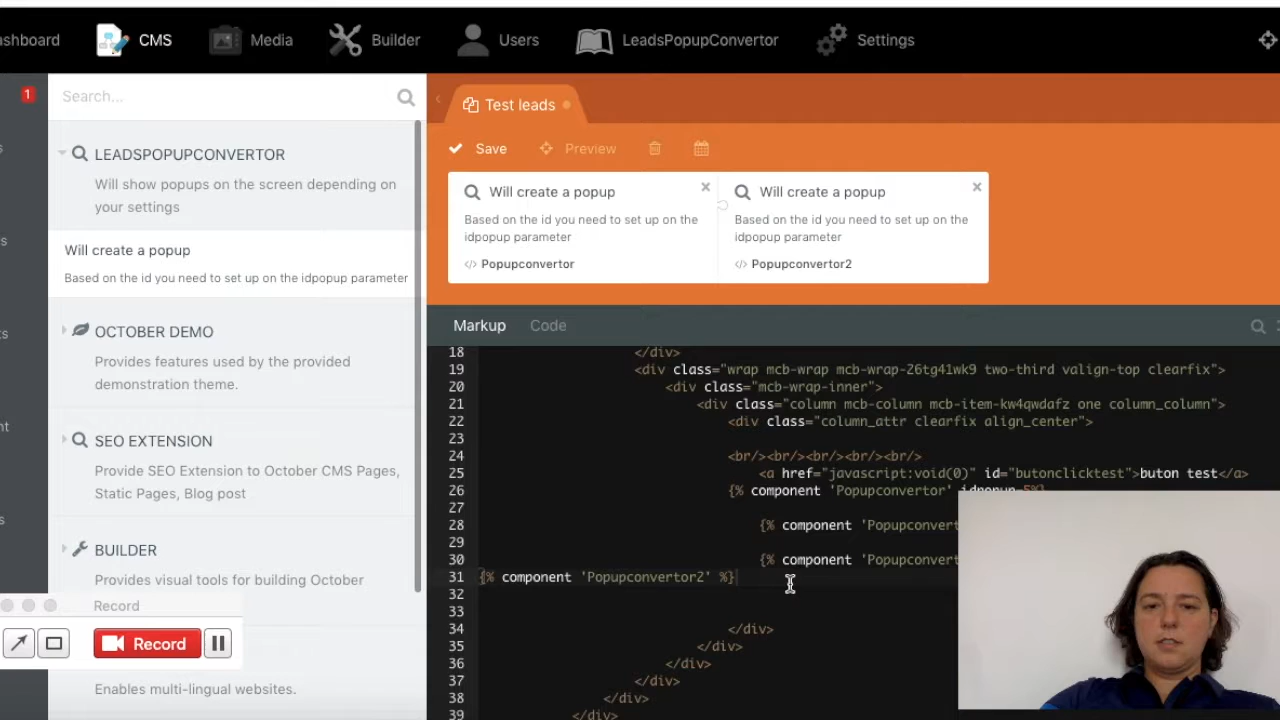 ashboard
CMS
Media
Builder
Users
LeadsPopupConvertor
Settings
1
Search...
LEADSPOPUPCONVERTOR
Will show popups on the screen depending on
your settings
Will create a popup
Based on the id you need to set up on the idpopup parameter
OCTOBER DEMO
Provides features used by the provided
demonstration theme.
SEO EXTENSION
Provide SEO Extension to October CMS Pages,
Static Pages, Blog post
BUILDER
Provides visual tools for building October
Record
Record
Enables multi-lingual websites.
Test leads
Save
Preview
Will create a popup
Based on the id you need to set up on the
idpopup parameter
</> Popupconvertor
Will create a popup
Based on the id you need to set up on the
idpopup parameter
</> Popupconvertor2
Markup
Code
18 </div>
19 <div class="wrap mcb-wrap mcb-wrap-26tg41wk9 two-third valign-top clearfix">
20 <div class="mcb-wrap-inner">
21 <div class="column mcb-column mcb-item-kw4qwdafz one column_column">
22 <div class="column_attr clearfix align_center">
23
24 <br/><br/><br/><br/><br/>
25 <a href="javascript:void(0)" id="butonclicktest">buton test</a>
26 {% component 'Popupconvertor' idpopup=5%}
27
28 {% component 'Popupconvert
29
30 {% component 'Popupconvert
31 {% component 'Popupconvertor2' %}
32
33
34 </div>
35 </div>
36 </div>
37 </div>
38 </div>
39 </div>